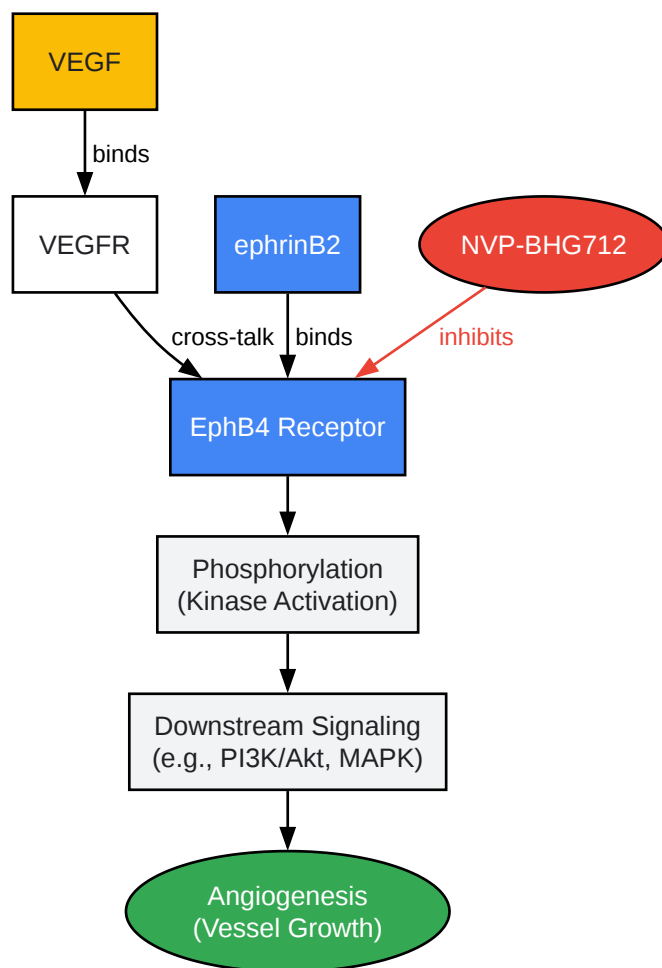 VEGF
binds
VEGFR
ephrinB2
NVP-BHG712
cross-talk
binds
inhibits
EphB4 Receptor
Phosphorylation
(Kinase Activation)
Downstream Signaling
(e.g., PI3K/Akt, MAPK)
Angiogenesis
(Vessel Growth)